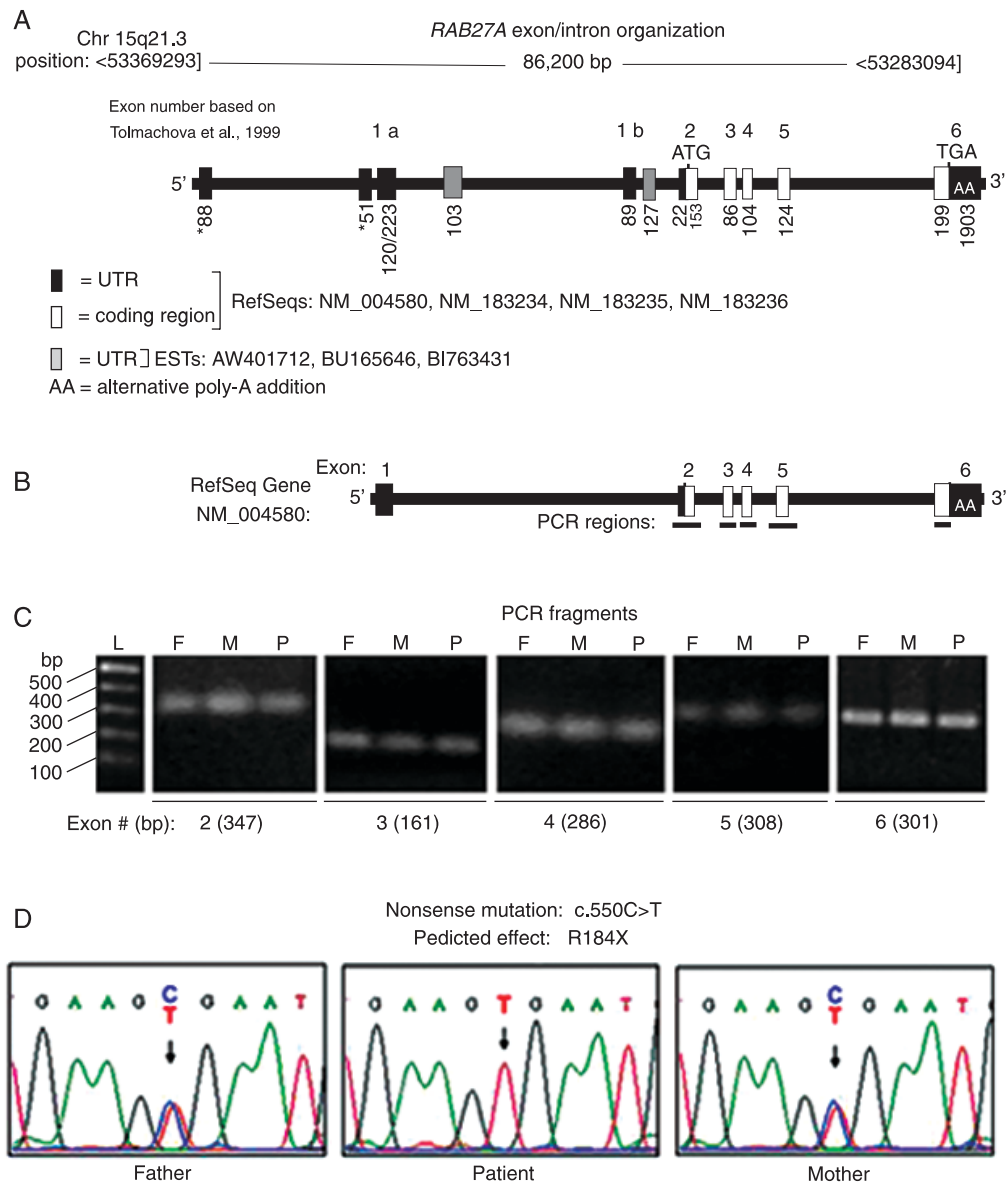 A
RAB27A exon/intron organization
Chr 15q21.3
position: <53369293] 86,200 bp <53283094]
Exon number based on
Tolmachova et al., 1999
1 a 1 b 2 3 4 5 6
ATG TGA
5' 3'
AA
*88 *51 120/223 103 89 127 22 153 86 104 124 199 1903
= UTR
= coding region
RefSeqs: NM_004580, NM_183234, NM_183235, NM_183236
= UTR ESTs: AW401712, BU165646, BI763431
AA = alternative poly-A addition
B
Exon: 1 2 3 4 5 6
RefSeq Gene
NM_004580:
5' 3'
AA
PCR regions:
C
PCR fragments
L F M P F M P F M P F M P F M P
bp
500
400
300
200
100
Exon # (bp): 2 (347) 3 (161) 4 (286) 5 (308) 6 (301)
D
Nonsense mutation: c.550C>T
Pedicted effect: R184X
G A A G C G A A T
T
G A A G T G A A T
G A A G C G A A T
T
Father Patient Mother